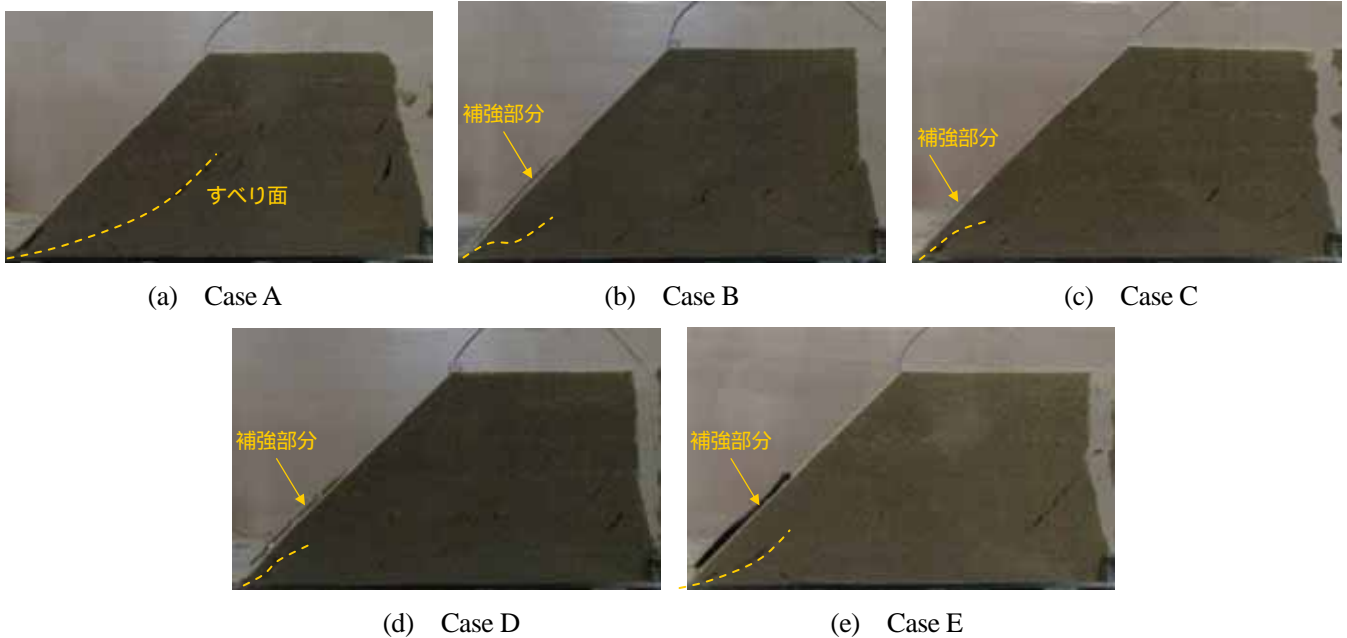 補強部分
補強部分
すべり面
(a) Case A
(b) Case B
(c) Case C
補強部分
補強部分
(d) Case D
(e) Case E